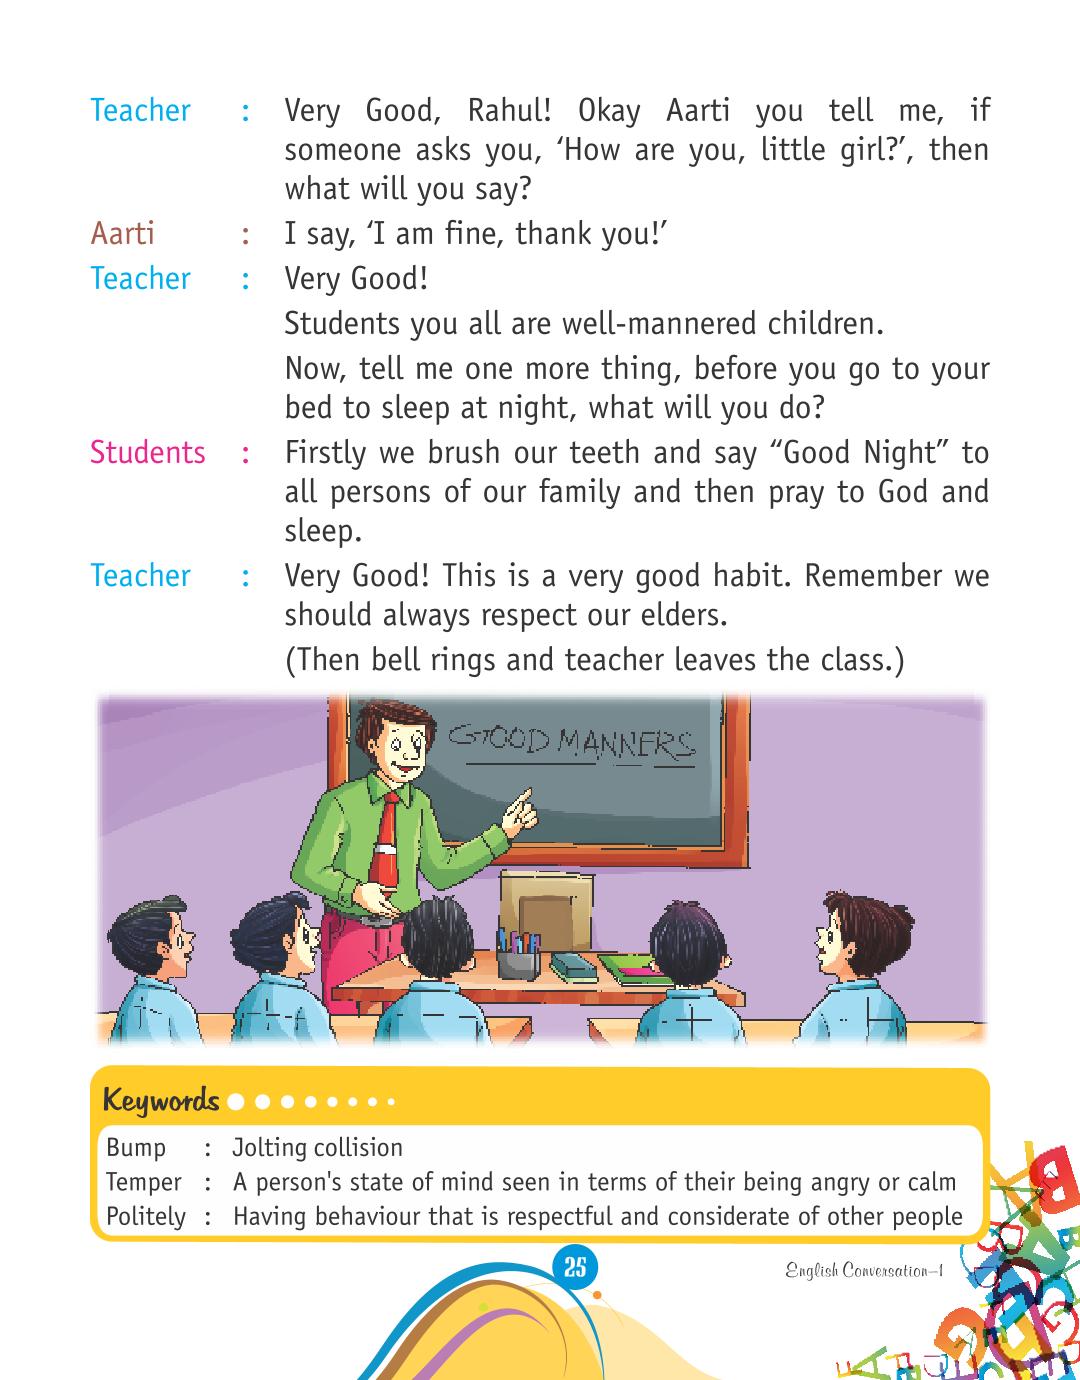 Teacher : Very Good, Rahul! Okay Aarti you tell me, if
someone asks you, ‘How are you, little girl?’, then
what will you say?
Aarti : I say, ‘I am fine, thank you!’
Teacher : Very Good!
Students you all are well-mannered children.
Now, tell me one more thing, before you go to your
bed to sleep at night, what will you do?
Students : Firstly we brush our teeth and say “Good Night” to
all persons of our family and then pray to God and
sleep.
Teacher : Very Good! This is a very good habit. Remember we
should always respect our elders.
(Then bell rings and teacher leaves the class.)
GOOD MANNERS
Keywords
Bump : Jolting collision
Temper : A person's state of mind seen in terms of their being angry or calm
Politely : Having behaviour that is respectful and considerate of other people
25
English Conversation–1